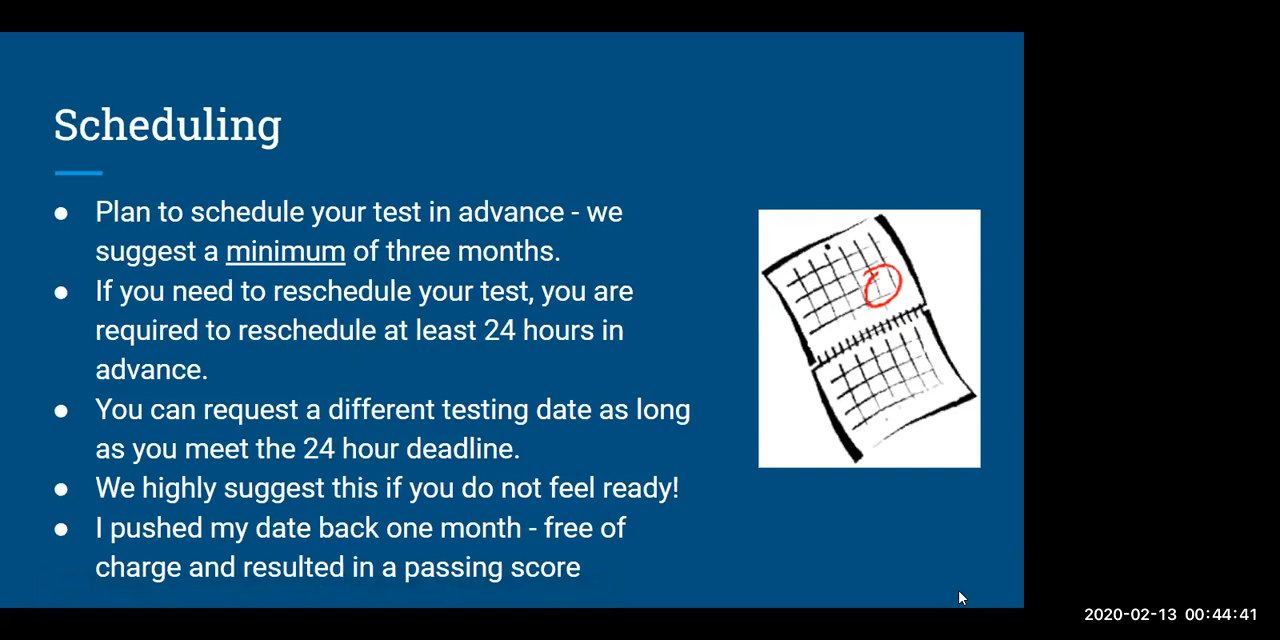 Scheduling
● Plan to schedule your test in advance - we
suggest a minimum of three months.
● If you need to reschedule your test, you are
required to reschedule at least 24 hours in
advance.
● You can request a different testing date as long
as you meet the 24 hour deadline.
● We highly suggest this if you do not feel ready!
● I pushed my date back one month - free of
charge and resulted in a passing score
2020-02-13 00:44:41